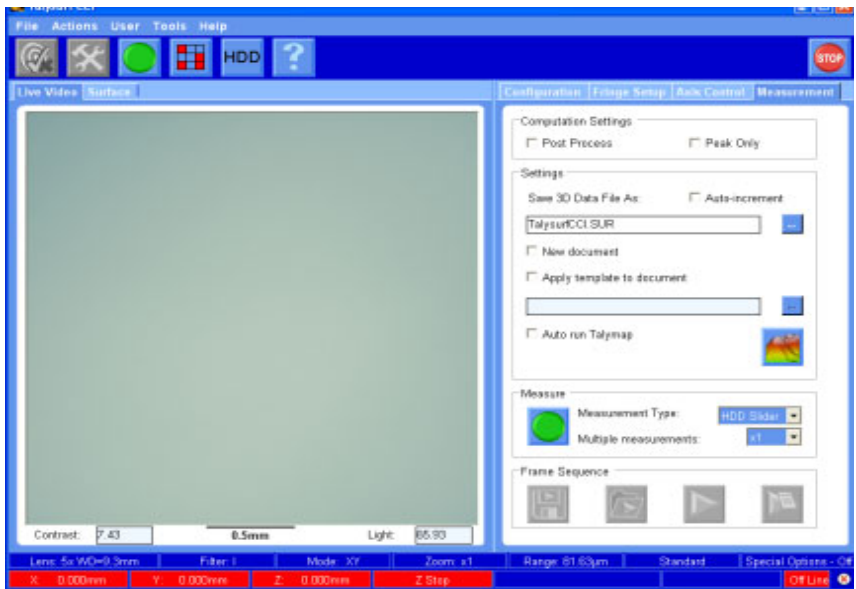 Talysurf CCI
File Actions User Tools Help
HDD ? STOP
Live Video Surface
Configuration Fringe Setup Axis Control Measurement
Computation Settings
Post Process Peak Only
Settings
Save 3D Data File As: Auto-increment
TalysurfCCI.SUR ...
New document
Apply template to document
...
Auto run Talymap
Measure
Measurement Type: HDD Slider
Multiple measurements: x1
Frame Sequence
Contrast: 7.43 0.5mm Light: 65.93
Lens: 5x WD=9.3mm Filter: I Mode: XY Zoom: x1 Range: 61.63µm Standard Special Options - Off
X: 0.000mm Y: 0.000mm Z: 0.000mm Z Stop Off Line